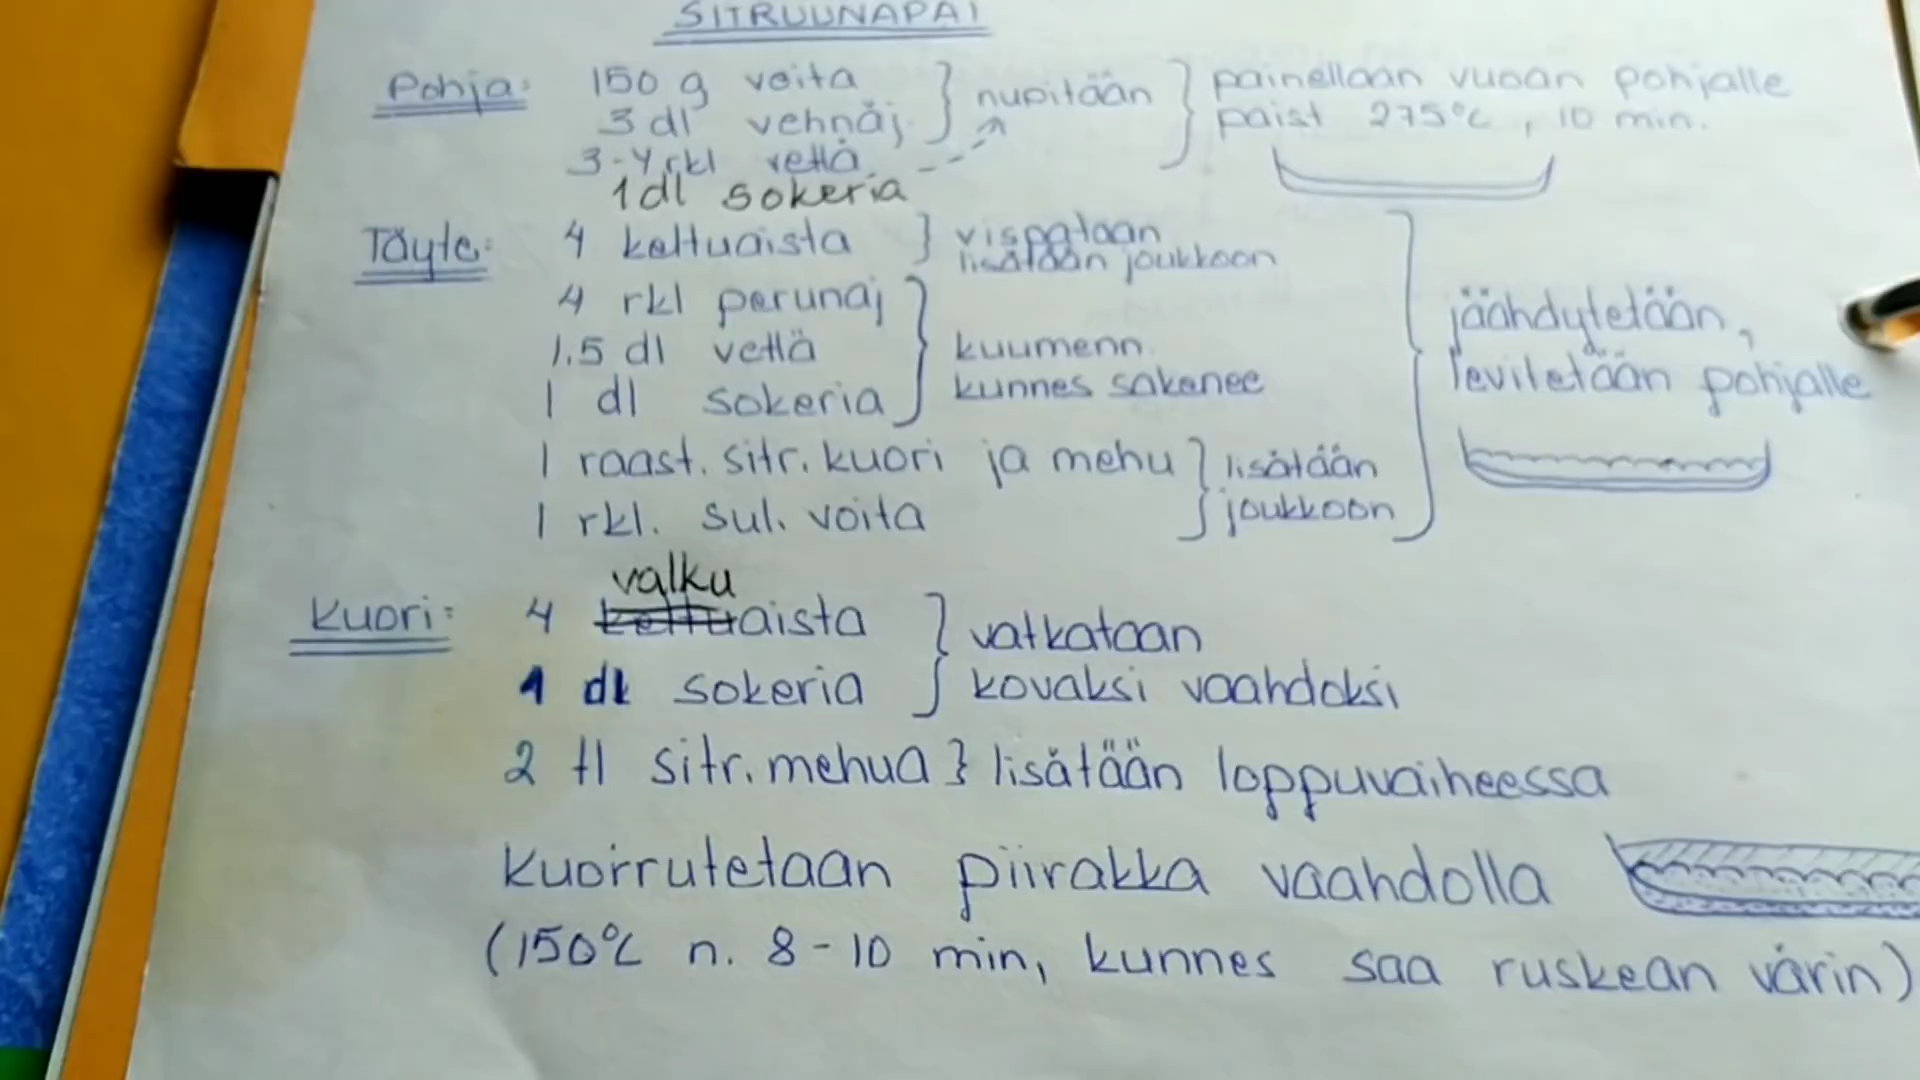 SITRUUNAPAI
Pohja: 150 g voita } nupitään } painellaan vuoan pohjalle
3 dl vehnäj. paist 275°C, 10 min.
3-4 rkl vettä
1 dl sokeria
Täyte: 4 keltuaista } vispataan
lisätään joukkoon
4 rkl perunaj
1.5 dl vettä } kuumenn.
1 dl sokeria kunnes sakenee
jäähdytetään,
levitetään pohjalle
1 raast. sitr. kuori ja mehu } lisätään
1 rkl. sul. voita joukkoon
valku
Kuori: 4 keltuaista } vatkataan
1 dl sokeria kovaksi vaahdoksi
2 tl sitr. mehua } lisätään loppuvaiheessa
Kuorrutetaan piirakka vaahdolla
(150°C n. 8-10 min, kunnes saa ruskean värin)